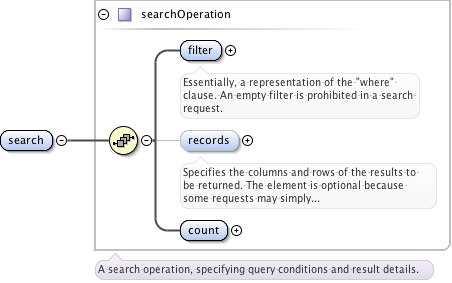 searchOperation
filter
Essentially, a representation of the "where"
clause. An empty filter is prohibited in a search
request.
search
records
Specifies the columns and rows of the results to
be returned. The element is optional because
some requests may simply...
count
A search operation, specifying query conditions and result details.